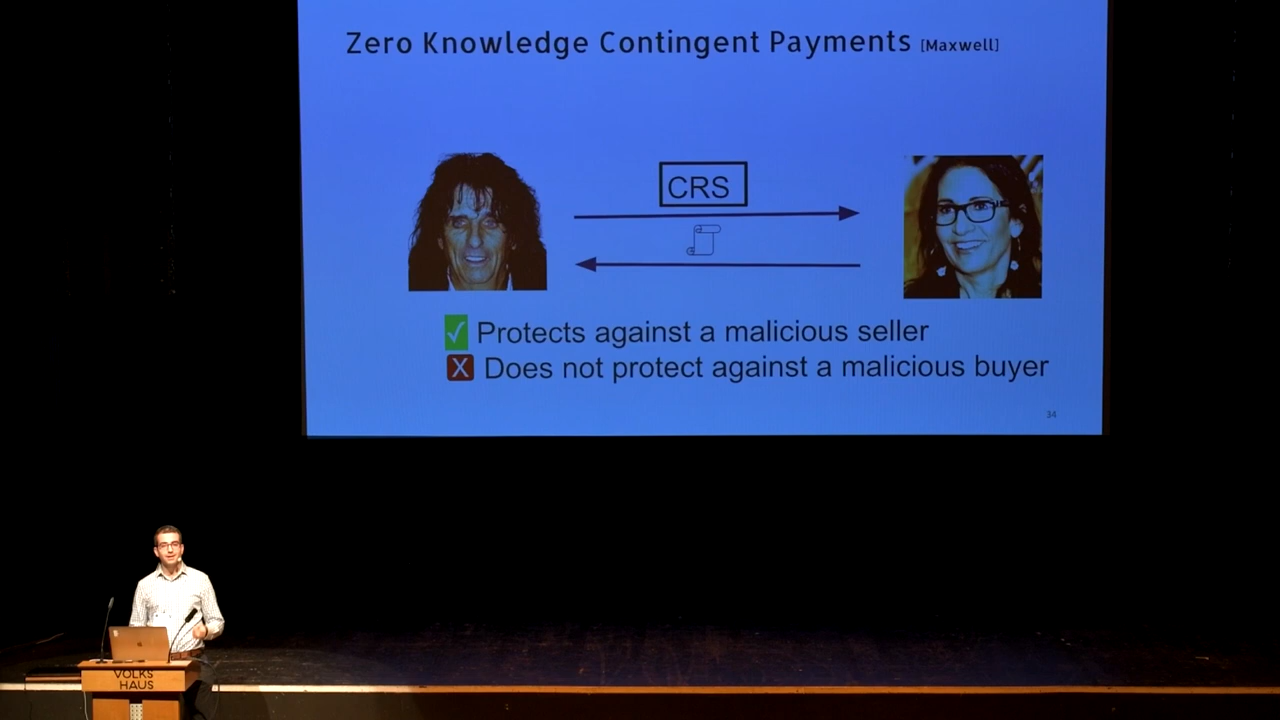 Zero Knowledge Contingent Payments [Maxwell]
CRS
✓ Protects against a malicious seller
X Does not protect against a malicious buyer
34
VOLKS
HAUS